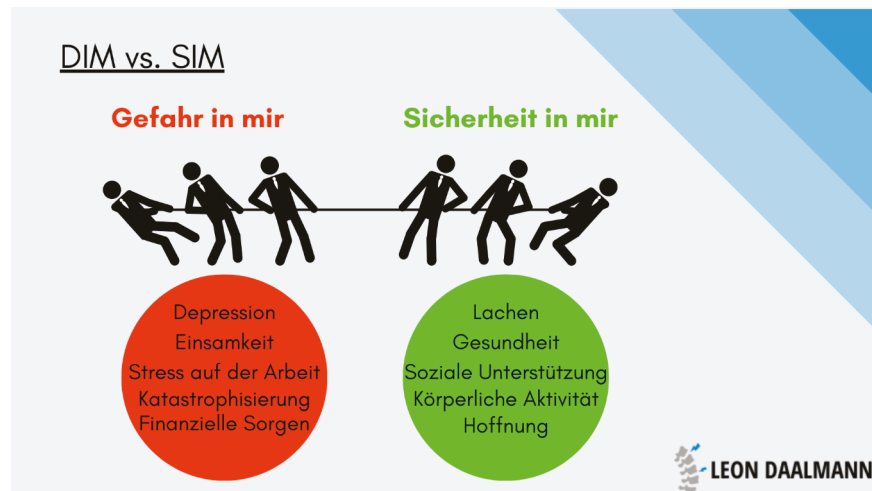 DIM vs. SIM
Gefahr in mir
Sicherheit in mir
Depression
Einsamkeit
Stress auf der Arbeit
Katastrophisierung
Finanzielle Sorgen
Lachen
Gesundheit
Soziale Unterstützung
Körperliche Aktivität
Hoffnung
LEON DAALMANN